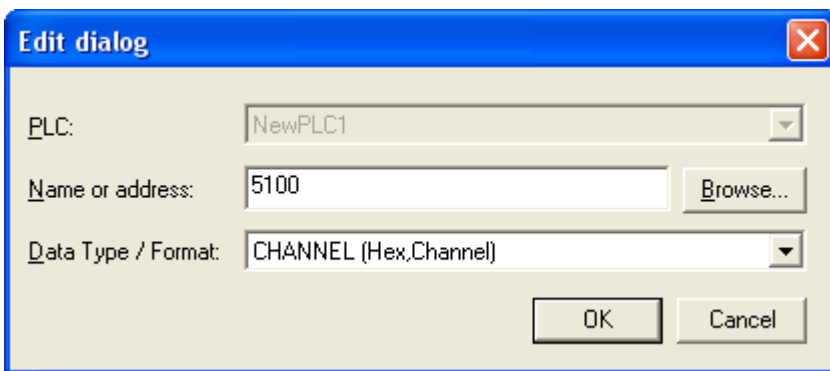 Edit dialog
PLC: NewPLC1
Name or address: 5100 Browse...
Data Type / Format: CHANNEL (Hex,Channel)
OK Cancel